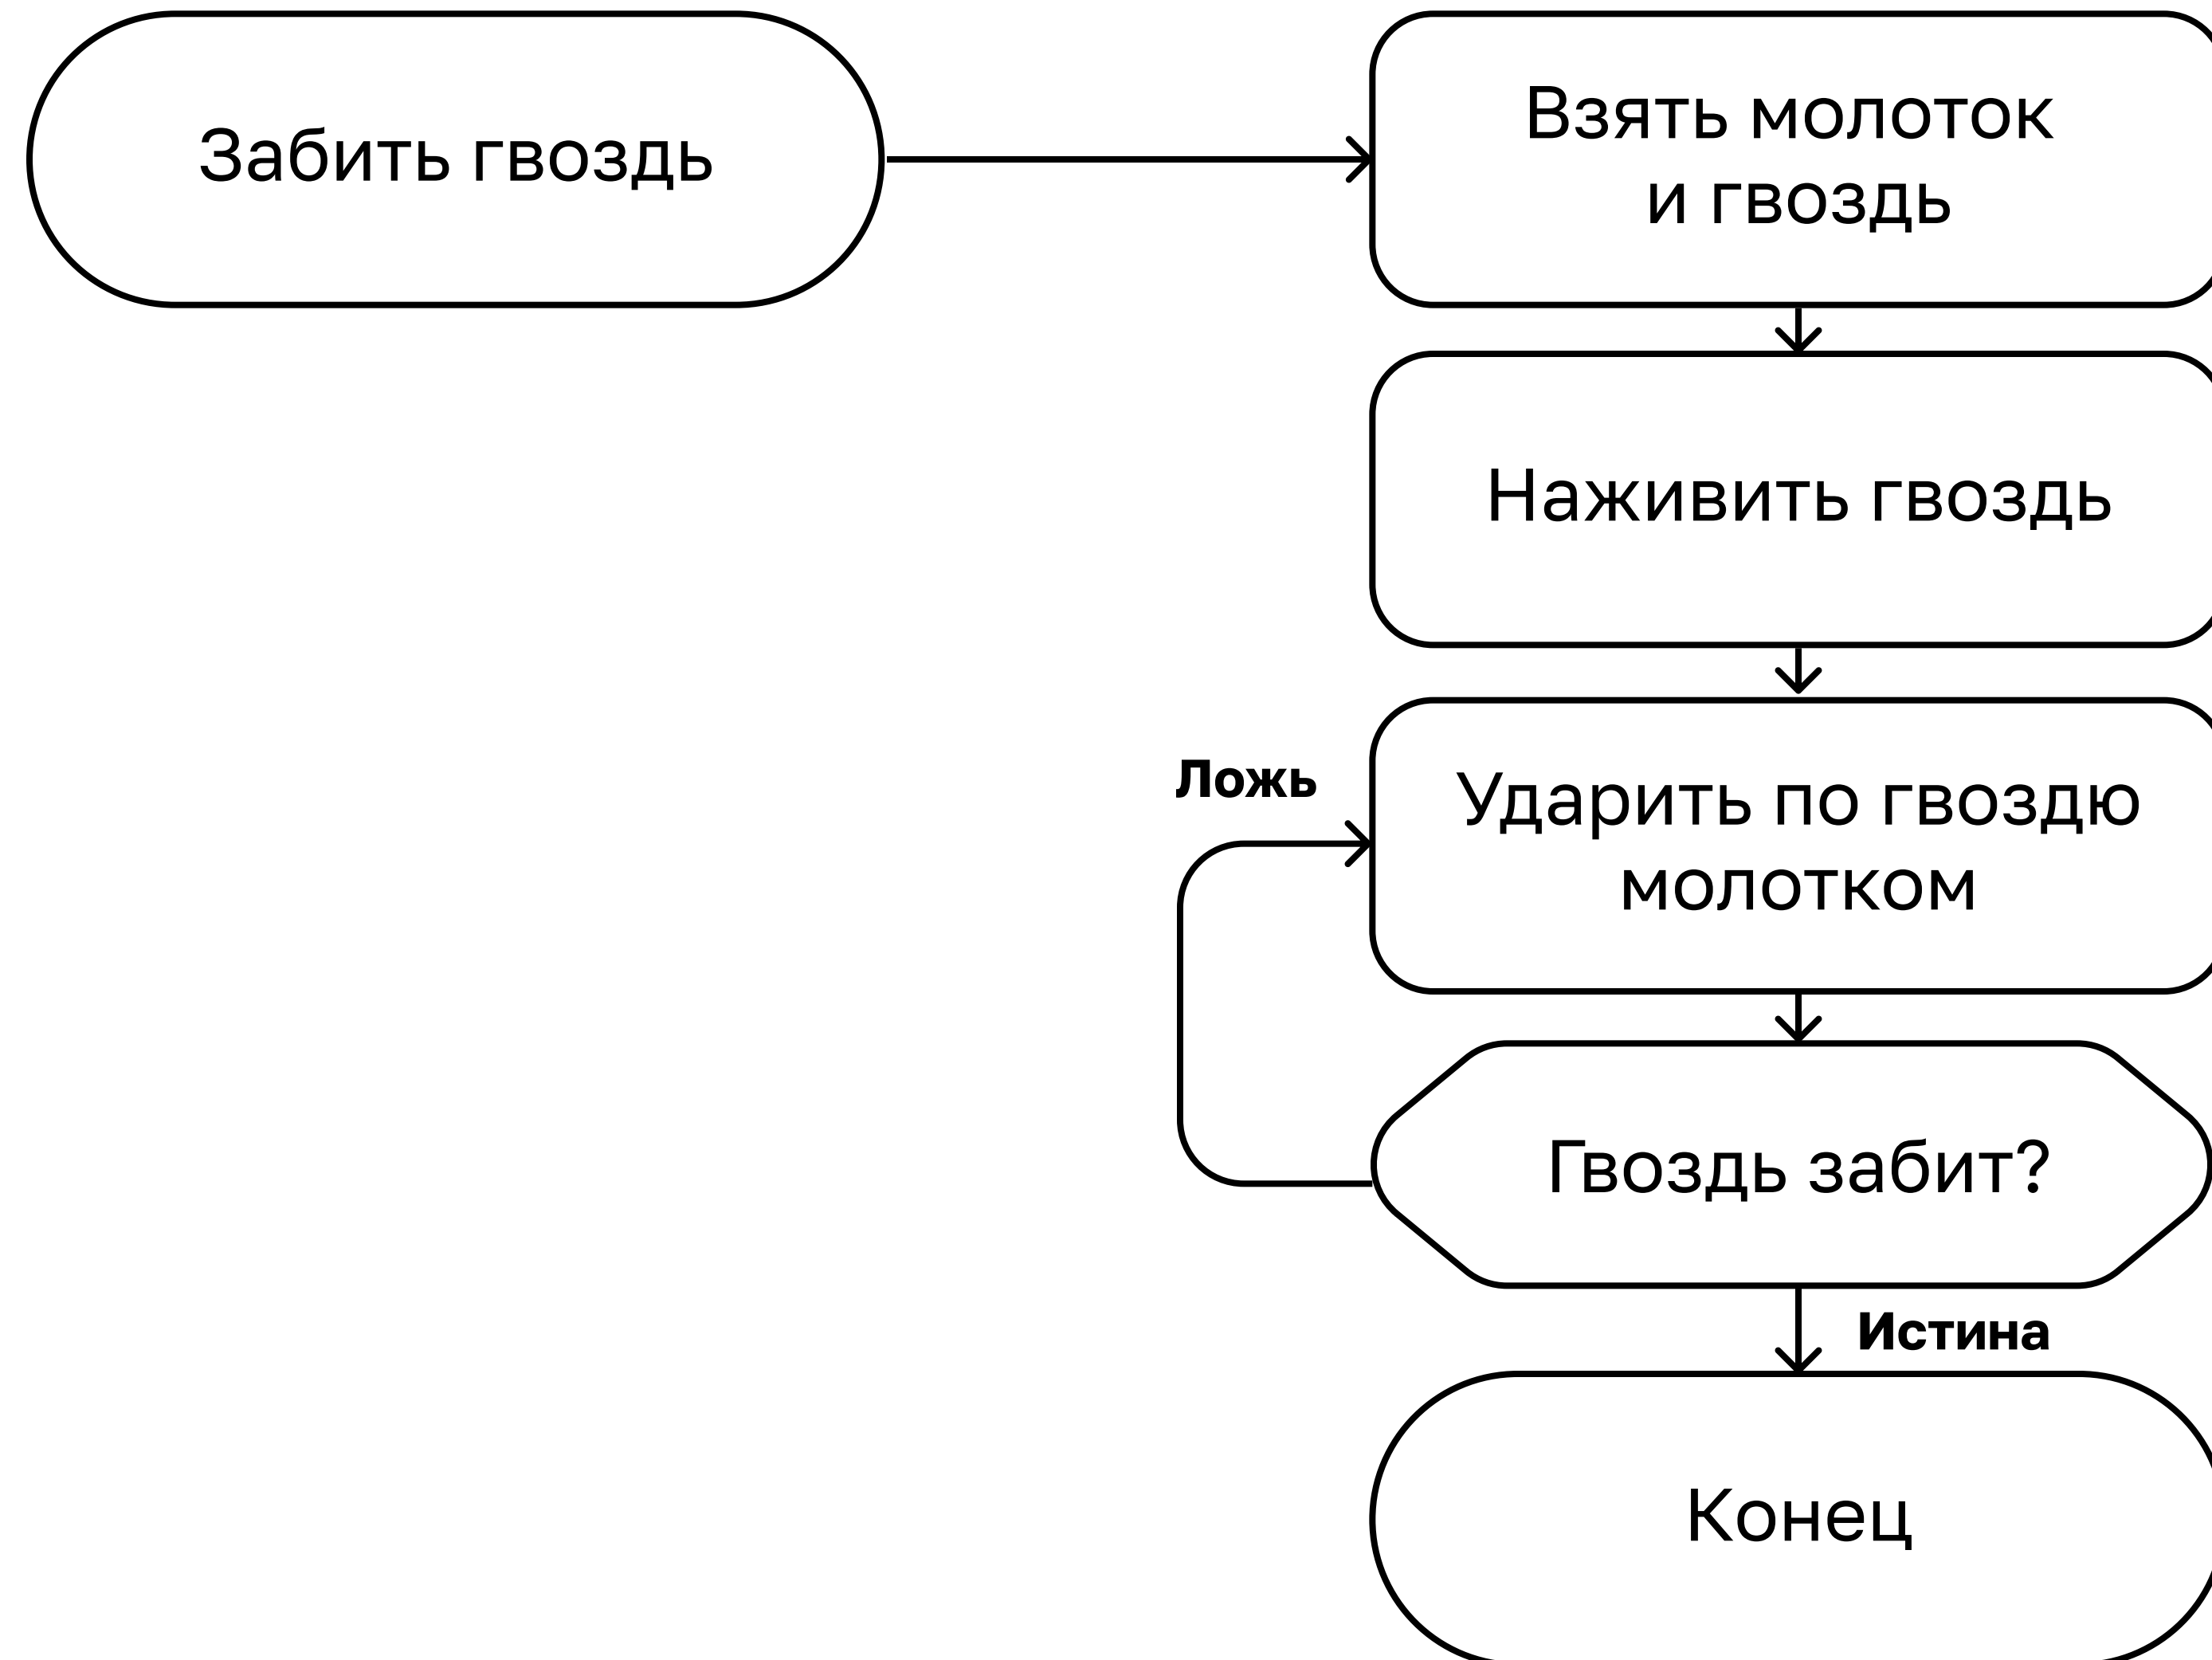 Забить гвоздь
Взять молоток
и гвоздь
Наживить гвоздь
Ложь
Ударить по гвоздю
молотком
Гвоздь забит?
Истина
Конец